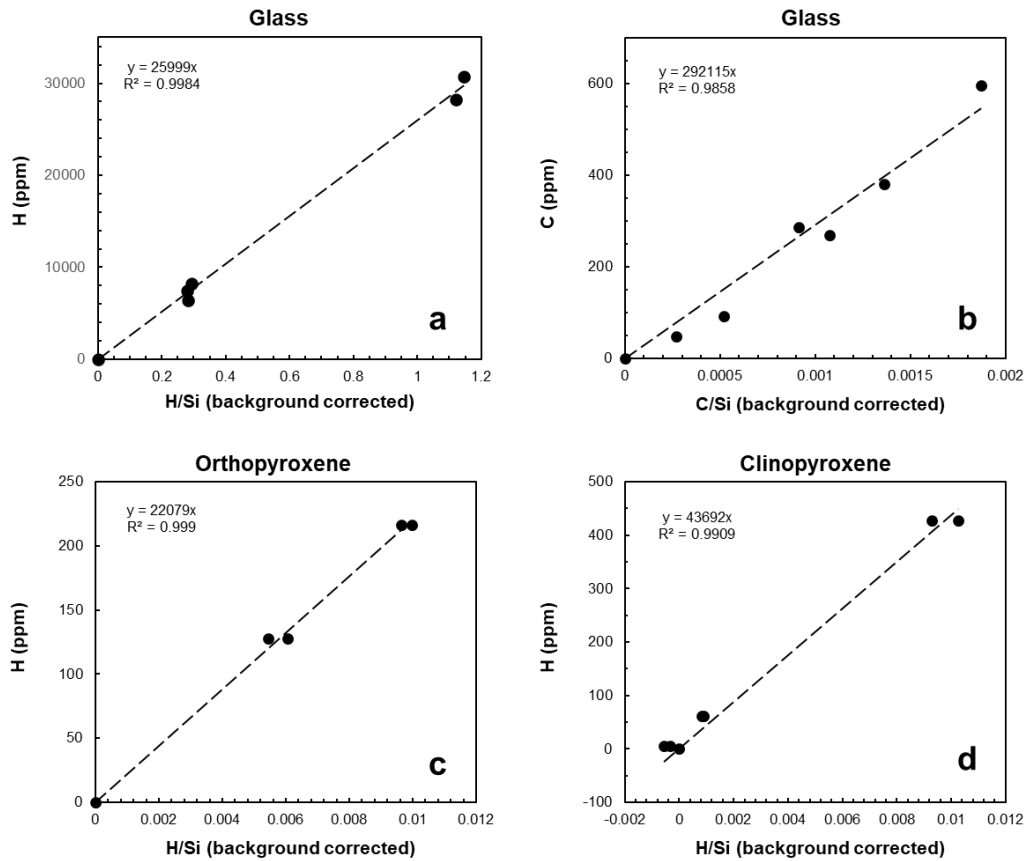 Glass
y = 25999x
R² = 0.9984
30000
20000
10000
0
H (ppm)
a
0 0.2 0.4 0.6 0.8 1 1.2
H/Si (background corrected)
Glass
y = 292115x
R² = 0.9858
600
400
200
0
C (ppm)
b
0 0.0005 0.001 0.0015 0.002
C/Si (background corrected)
Orthopyroxene
250
y = 22079x
R² = 0.999
200
150
100
50
0
H (ppm)
c
0 0.002 0.004 0.006 0.008 0.01 0.012
H/Si (background corrected)
Clinopyroxene
500
y = 43692x
R² = 0.9909
400
300
200
100
0
-100
H (ppm)
d
-0.002 0 0.002 0.004 0.006 0.008 0.01 0.012
H/Si (background corrected)